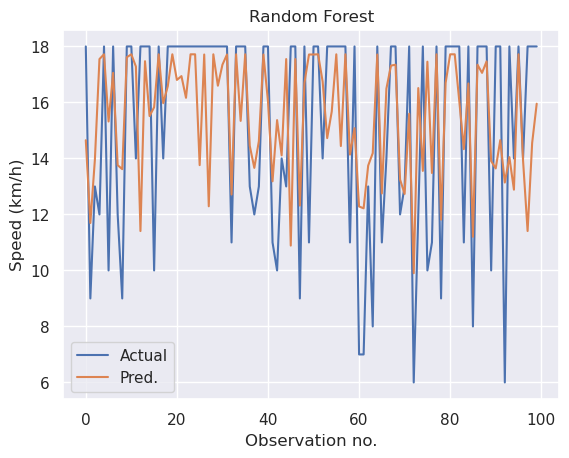 Random Forest
18
16
14
12
10
8
6
Speed (km/h)
Actual
Pred.
0
20
40
60
80
100
Observation no.